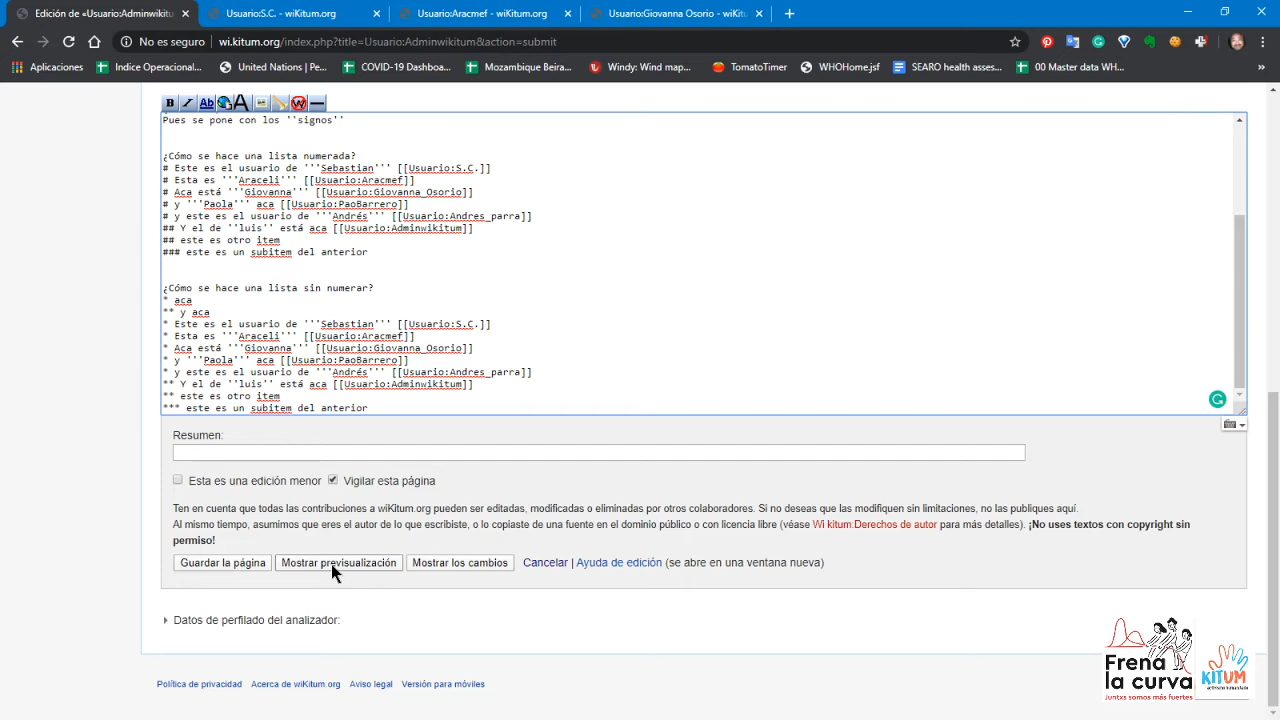 Edición de «Usuario:Adminwikitum
Usuario:S.C. - wiKitum.org
Usuario:Aracmef - wiKitum.org
Usuario:Giovanna Osorio - wiKitu
No es seguro
wi.kitum.org/index.php?title=Usuario:Adminwikitum&action=submit
Aplicaciones
Indice Operacional...
United Nations | Pe...
COVID-19 Dashboa...
Mozambique Beira...
Windy: Wind map...
TomatoTimer
WHOHome.jsf
SEARO health asses...
00 Master data WH...
»
B I Ab A W
Pues se pone con los ''signos''
¿Cómo se hace una lista numerada?
# Este es el usuario de '''Sebastian''' [[Usuario:S.C.]]
# Esta es '''Araceli''' [[Usuario:Aracmef]]
# Aca está '''Giovanna''' [[Usuario:Giovanna_Osorio]]
# y '''Paola''' aca [[Usuario:PaoBarrero]]
# y este es el usuario de '''Andrés''' [[Usuario:Andres_parra]]
## Y el de ''luis'' está aca [[Usuario:Adminwikitum]]
## este es otro item
### este es un subitem del anterior
¿Cómo se hace una lista sin numerar?
* aca
** y aca
* Este es el usuario de '''Sebastian''' [[Usuario:S.C.]]
* Esta es '''Araceli''' [[Usuario:Aracmef]]
* Aca está '''Giovanna''' [[Usuario:Giovanna_Osorio]]
* y '''Paola''' aca [[Usuario:PaoBarrero]]
* y este es el usuario de '''Andrés''' [[Usuario:Andres_parra]]
** Y el de ''luis'' está aca [[Usuario:Adminwikitum]]
** este es otro item
*** este es un subitem del anterior
Resumen:
Esta es una edición menor Vigilar esta página
Ten en cuenta que todas las contribuciones a wiKitum.org pueden ser editadas, modificadas o eliminadas por otros colaboradores. Si no deseas que las modifiquen sin limitaciones, no las publiques aquí.
Al mismo tiempo, asumimos que eres el autor de lo que escribiste, o lo copiaste de una fuente en el dominio público o con licencia libre (véase Wi kitum:Derechos de autor para más detalles). ¡No uses textos con copyright sin
permiso!
Guardar la página Mostrar previsualización Mostrar los cambios Cancelar | Ayuda de edición (se abre en una ventana nueva)
Datos de perfilado del analizador:
Política de privacidad Acerca de wiKitum.org Aviso legal Versión para móviles
Frena
la curva
Juntxs somos más fuertes
KITUM